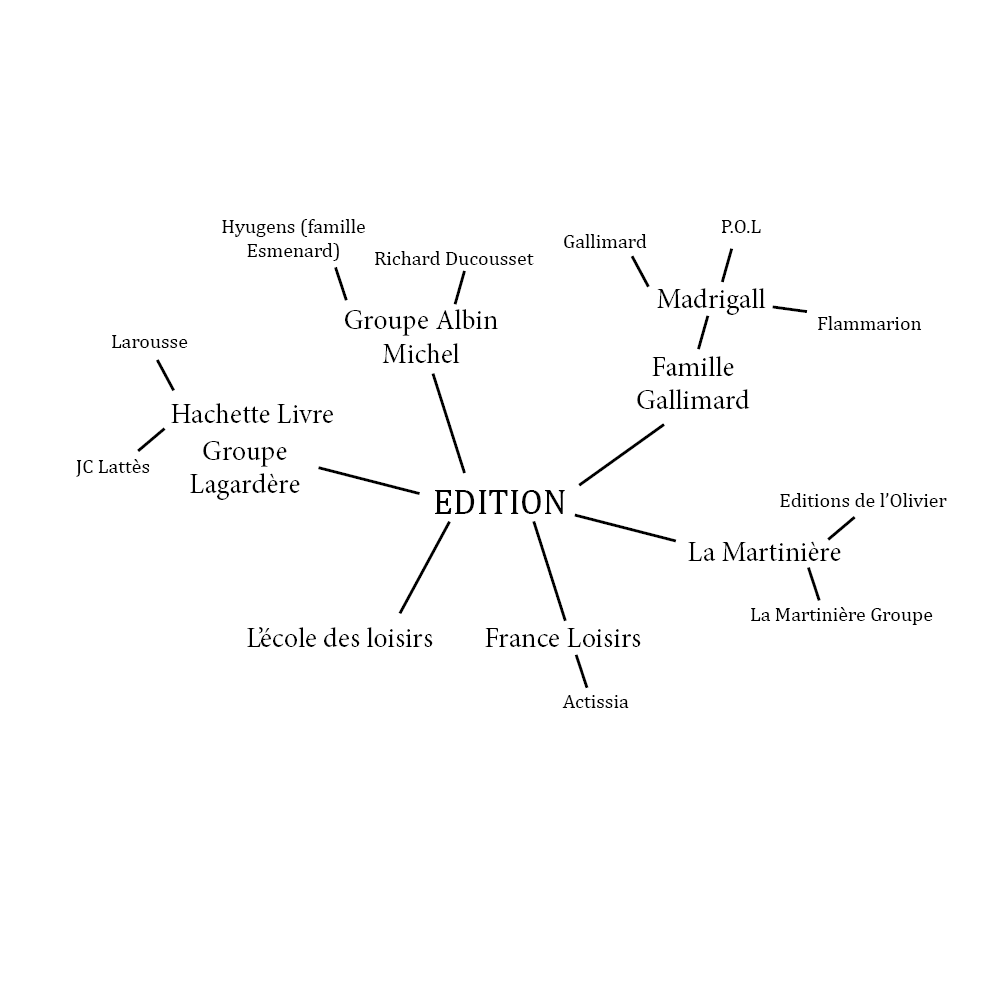 Hyugens (famille
Esmenard)
Richard Ducousset
Gallimard
P.O.L
Madrigall
Flammarion
Groupe Albin
Michel
Famille
Gallimard
Larousse
Hachette Livre
JC Lattès
Groupe
Lagardère
EDITION
Editions de l’Olivier
La Martinière
La Martinière Groupe
L’école des loisirs
France Loisirs
Actissia